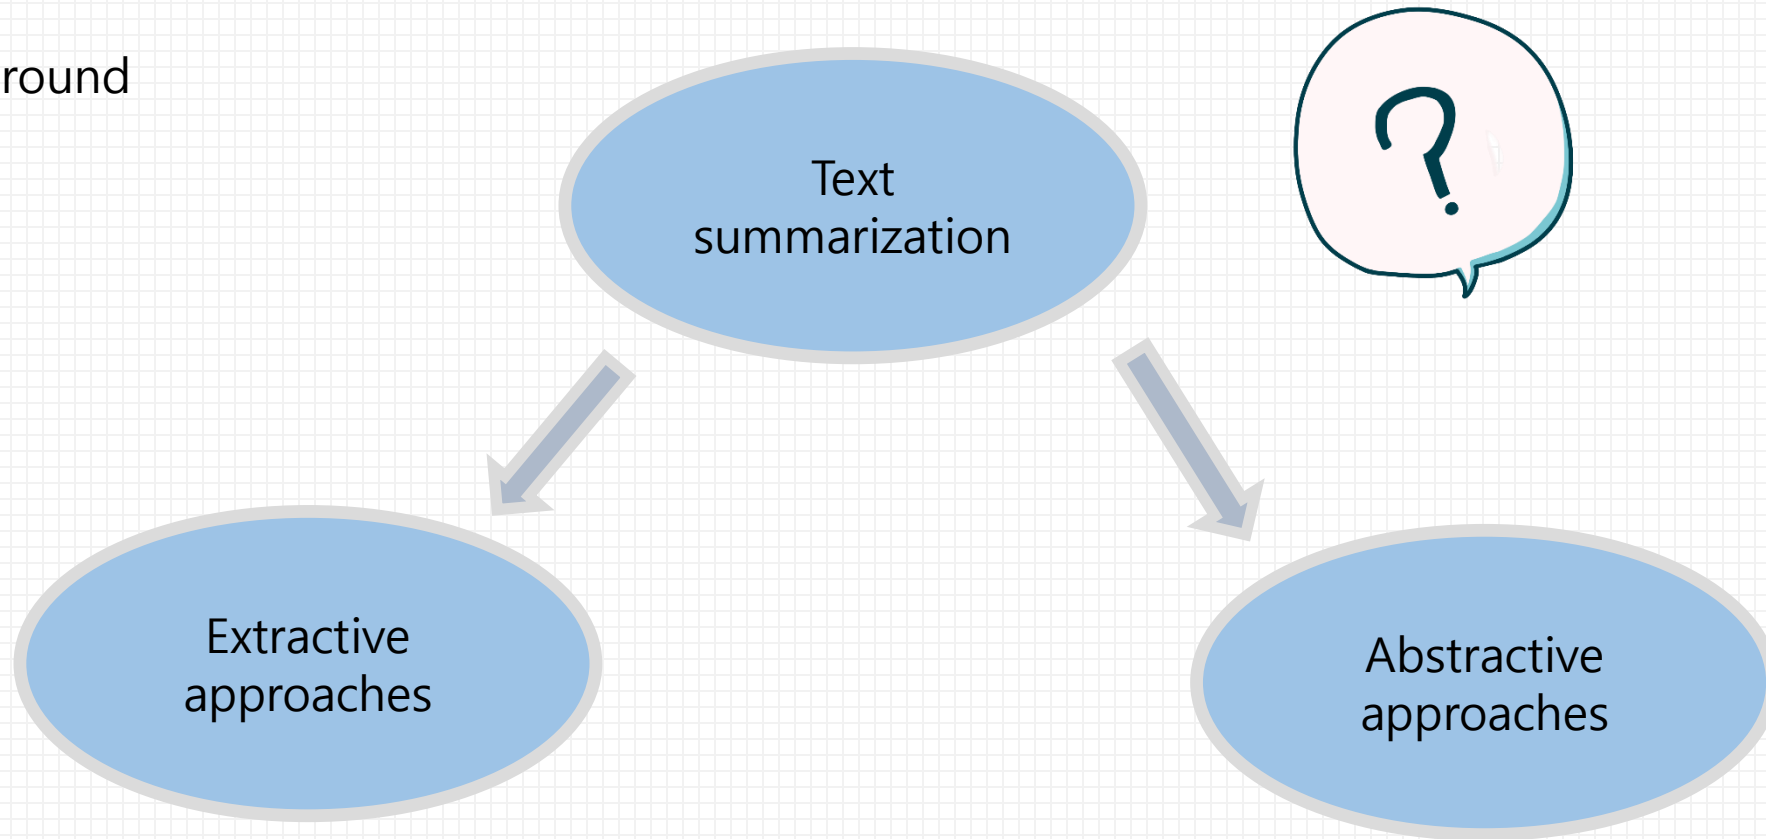 round
Text
summarization
?
Extractive
approaches
Abstractive
approaches